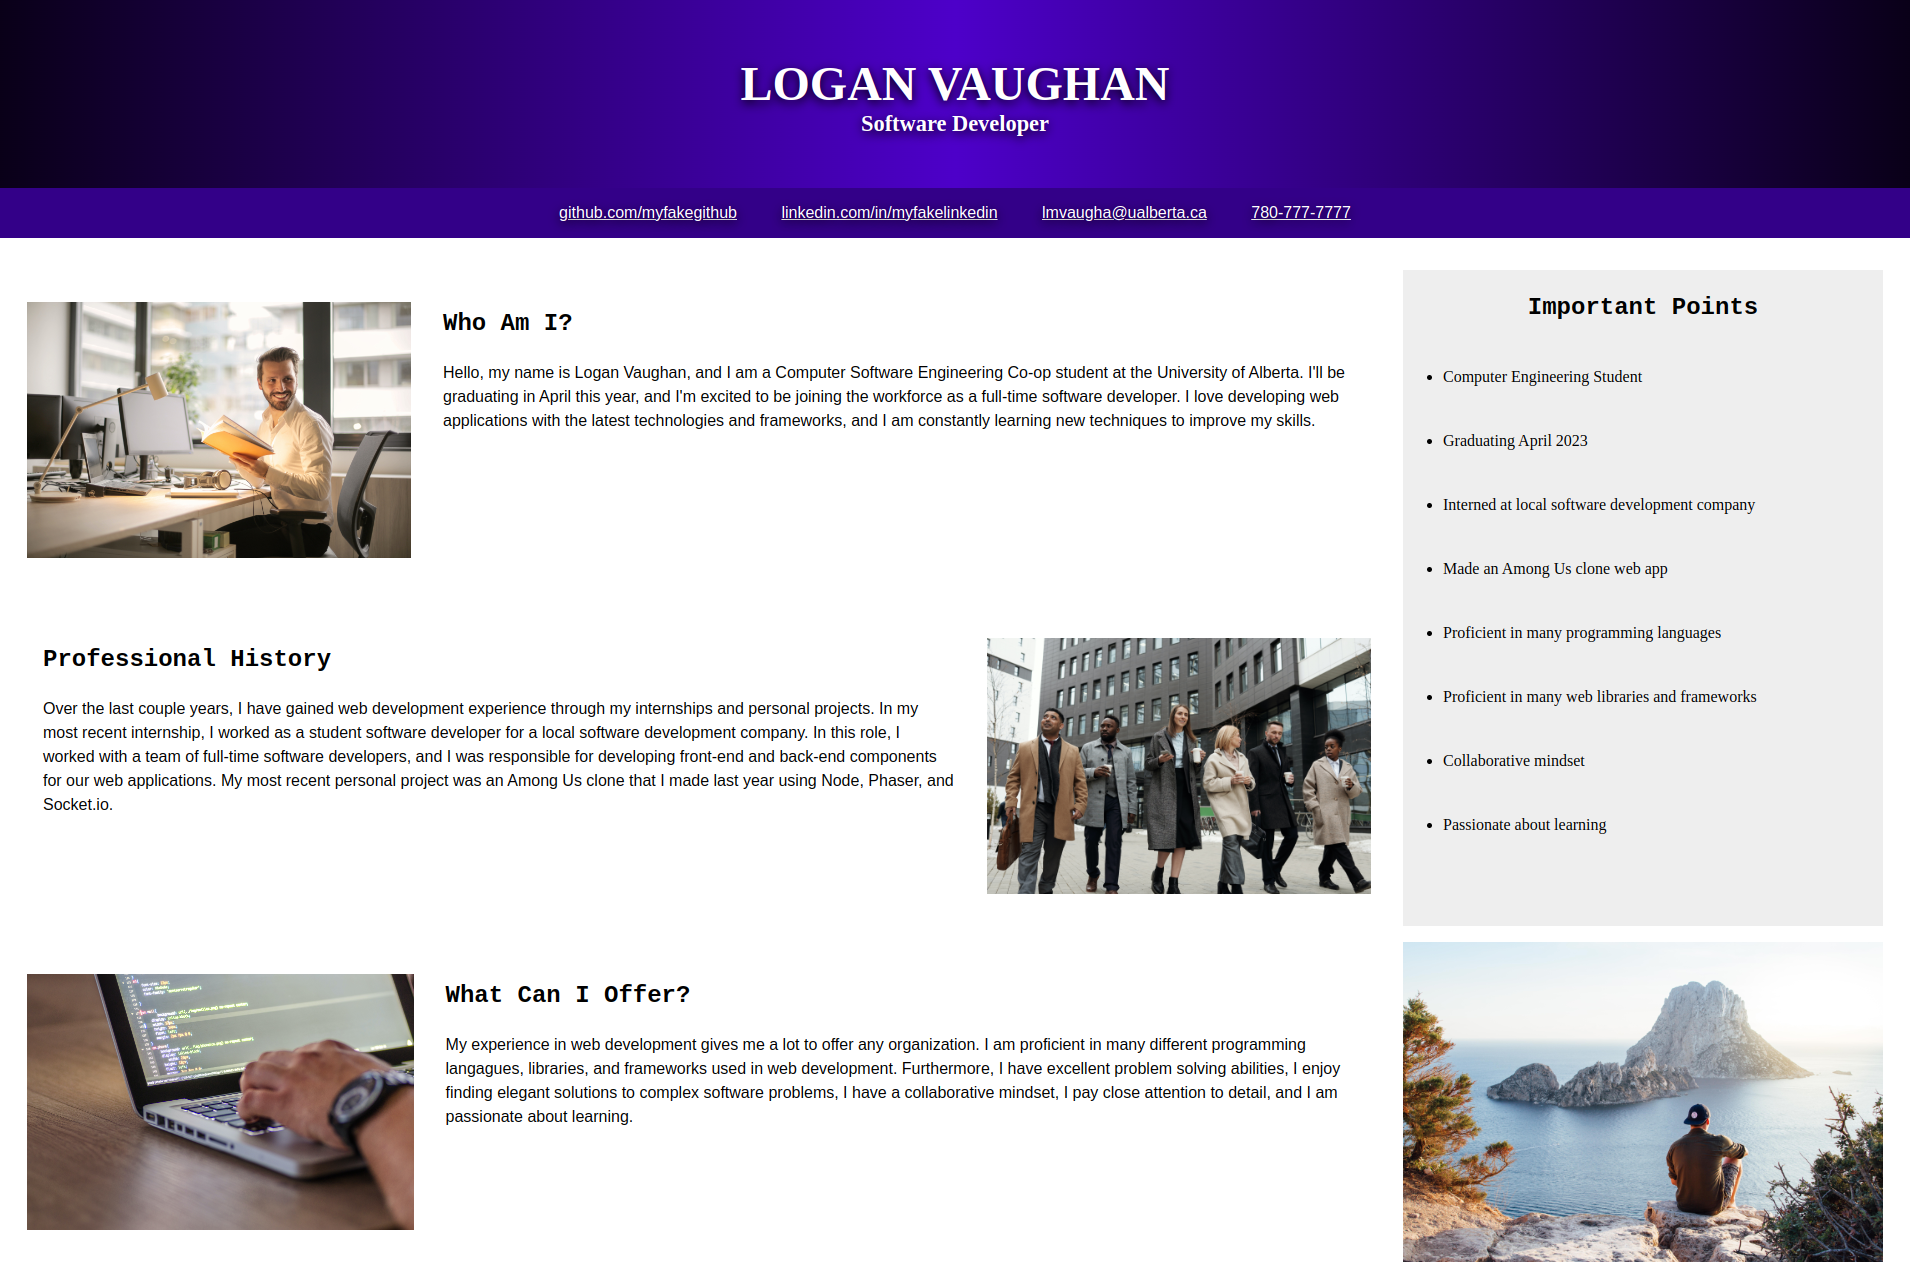 LOGAN VAUGHAN
Software Developer
github.com/myfakegithub linkedin.com/in/myfakelinkedin lmvaugha@ualberta.ca 780-777-7777
Who Am I?
Hello, my name is Logan Vaughan, and I am a Computer Software Engineering Co-op student at the University of Alberta. I'll be
graduating in April this year, and I'm excited to be joining the workforce as a full-time software developer. I love developing web
applications with the latest technologies and frameworks, and I am constantly learning new techniques to improve my skills.
Professional History
Over the last couple years, I have gained web development experience through my internships and personal projects. In my
most recent internship, I worked as a student software developer for a local software development company. In this role, I
worked with a team of full-time software developers, and I was responsible for developing front-end and back-end components
for our web applications. My most recent personal project was an Among Us clone that I made last year using Node, Phaser, and
Socket.io.
What Can I Offer?
My experience in web development gives me a lot to offer any organization. I am proficient in many different programming
langagues, libraries, and frameworks used in web development. Furthermore, I have excellent problem solving abilities, I enjoy
finding elegant solutions to complex software problems, I have a collaborative mindset, I pay close attention to detail, and I am
passionate about learning.
Important Points
• Computer Engineering Student
• Graduating April 2023
• Interned at local software development company
• Made an Among Us clone web app
• Proficient in many programming languages
• Proficient in many web libraries and frameworks
• Collaborative mindset
• Passionate about learning